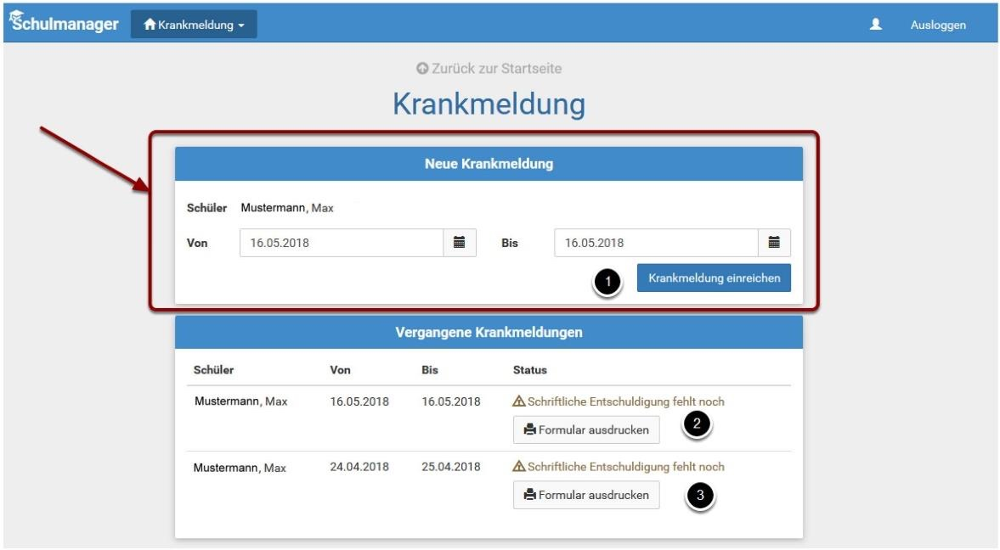 Schulmanager Krankmeldung Ausloggen
Zurück zur Startseite
Krankmeldung
Neue Krankmeldung
Schüler Mustermann, Max
Von 16.05.2018 Bis 16.05.2018
1 Krankmeldung einreichen
Vergangene Krankmeldungen
Schüler Von Bis Status
Mustermann, Max 16.05.2018 16.05.2018 Schriftliche Entschuldigung fehlt noch
Formular ausdrucken 2
Mustermann, Max 24.04.2018 25.04.2018 Schriftliche Entschuldigung fehlt noch
Formular ausdrucken 3